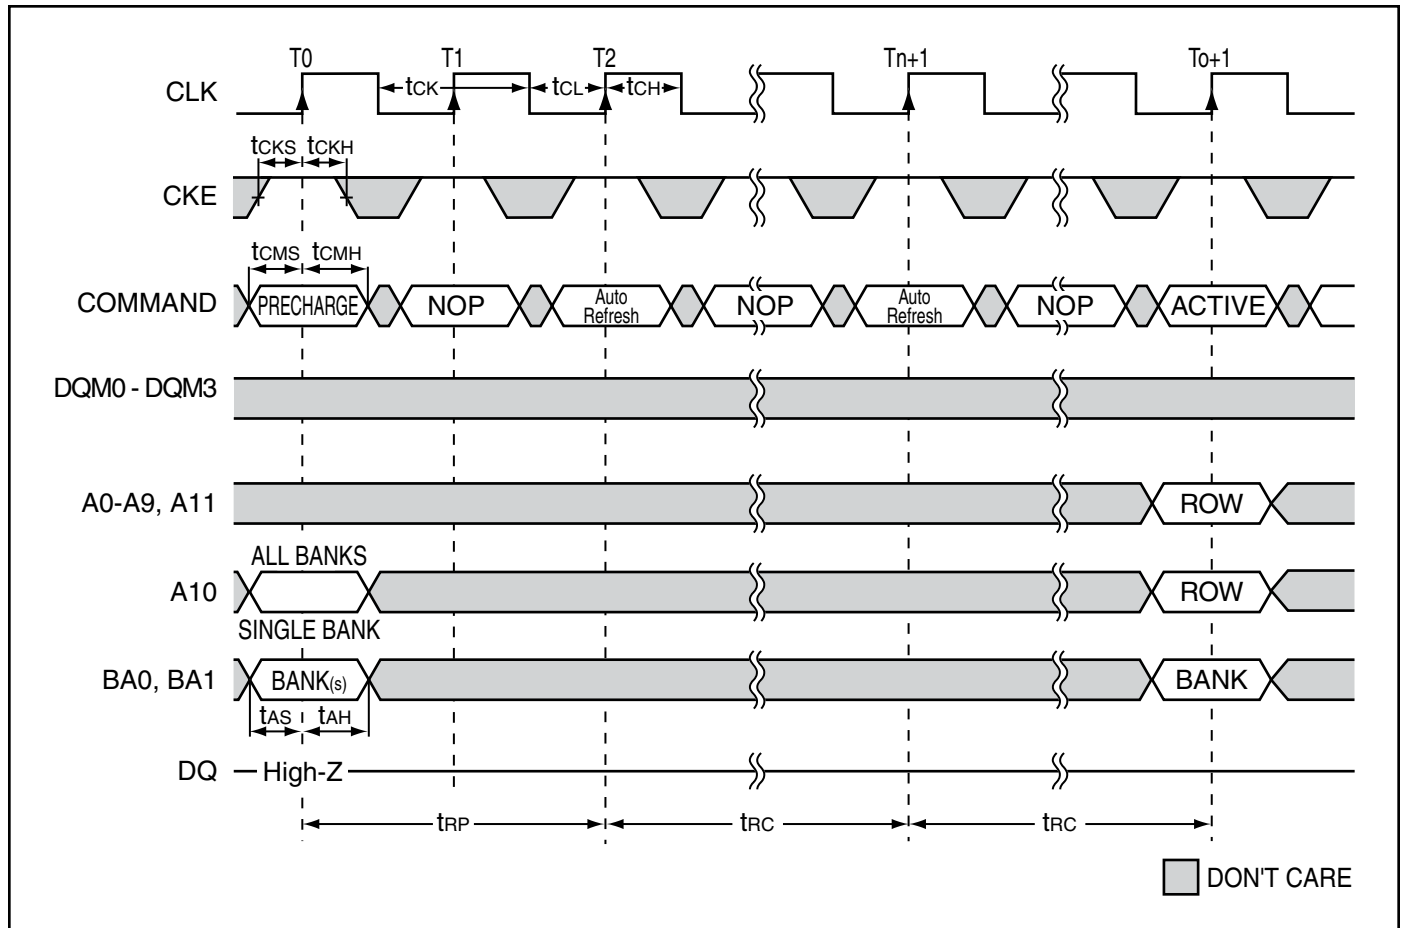 T0 T1 T2 Tn+1 To+1
CLK tCK tCL tCH
tCKS tCKH
CKE
tCMS tCMH
COMMAND PRECHARGE NOP Auto Refresh NOP Auto Refresh NOP ACTIVE
DQM0 - DQM3
A0-A9, A11 ROW
ALL BANKS
A10 ROW
SINGLE BANK
BA0, BA1 BANK(s) BANK
tAS tAH
DQ High-Z
tRP tRC tRC
DON'T CARE